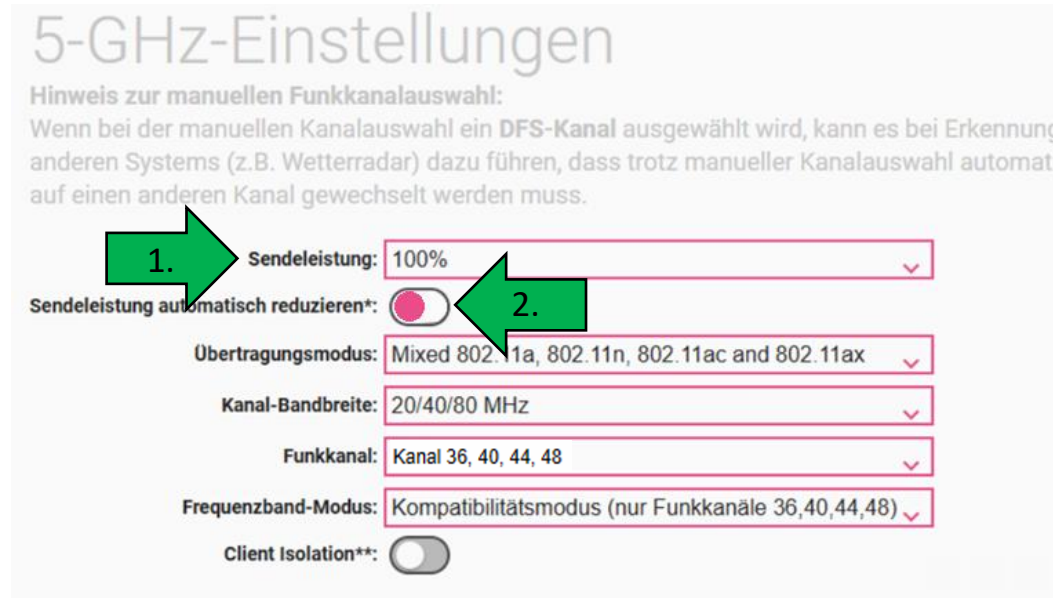 5-GHz-Einstellungen
Hinweis zur manuellen Funkkanalauswahl:
Wenn bei der manuellen Kanalauswahl ein DFS-Kanal ausgewählt wird, kann es bei Erkennung
anderen Systems (z.B. Wetterradar) dazu führen, dass trotz manueller Kanalauswahl automat
auf einen anderen Kanal gewechselt werden muss.
1. Sendeleistung: 100%
Sendeleistung automatisch reduzieren*: 2.
Übertragungsmodus: Mixed 802.11a, 802.11n, 802.11ac and 802.11ax
Kanal-Bandbreite: 20/40/80 MHz
Funkkanal: Kanal 36, 40, 44, 48
Frequenzband-Modus: Kompatibilitätsmodus (nur Funkkanäle 36,40,44,48)
Client Isolation**: